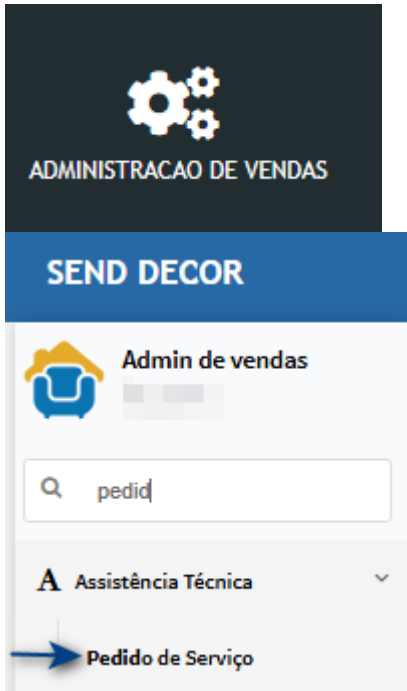 ADMINISTRACAO DE VENDAS
SEND DECOR
Admin de vendas
pedid
A Assistência Técnica
Pedido de Serviço